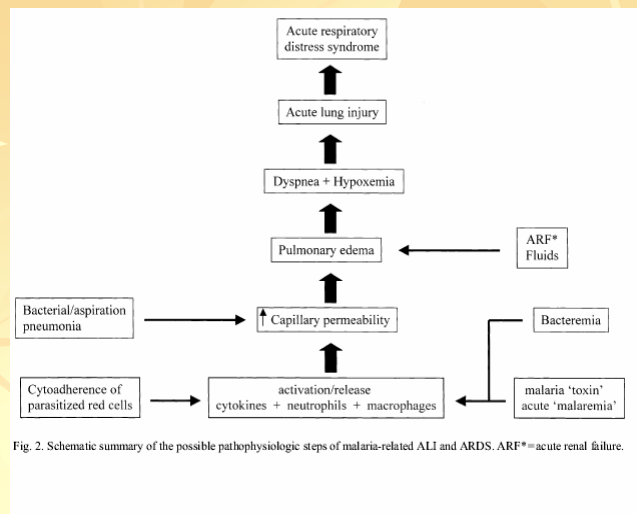 Acute respiratory
distress syndrome
Acute lung injury
Dyspnea + Hypoxemia
Pulmonary edema
ARF*
Fluids
Bacterial/aspiration
pneumonia
↑ Capillary permeability
Bacteremia
Cytoadherence of
parasitized red cells
activation/release
cytokines + neutrophils + macrophages
malaria ‘toxin’
acute ‘malaremia’
Fig. 2. Schematic summary of the possible pathophysiologic steps of malaria-related ALI and ARDS. ARF*=acute renal failure.